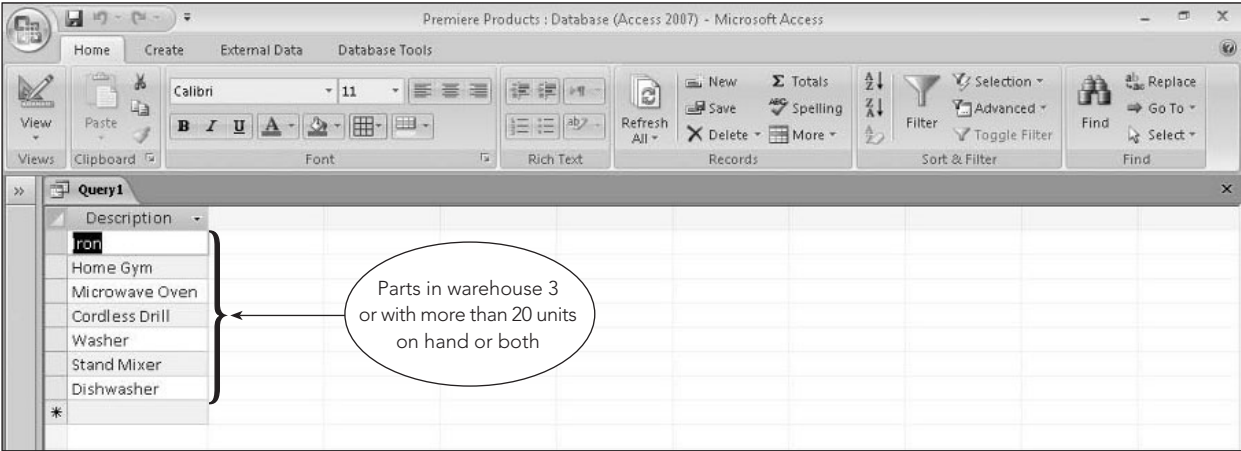 Premiere Products : Database (Access 2007) - Microsoft Access
Home Create External Data Database Tools
View
Views
Paste
Clipboard
Calibri 11
B I U A
Font
Rich Text
Refresh All
New
Save
Delete
Σ Totals
Spelling
More
Records
Filter
Selection
Advanced
Toggle Filter
Sort & Filter
Find
Replace
Go To
Select
Find
Query1
Description
Iron
Home Gym
Microwave Oven
Cordless Drill
Washer
Stand Mixer
Dishwasher
Parts in warehouse 3
or with more than 20 units
on hand or both